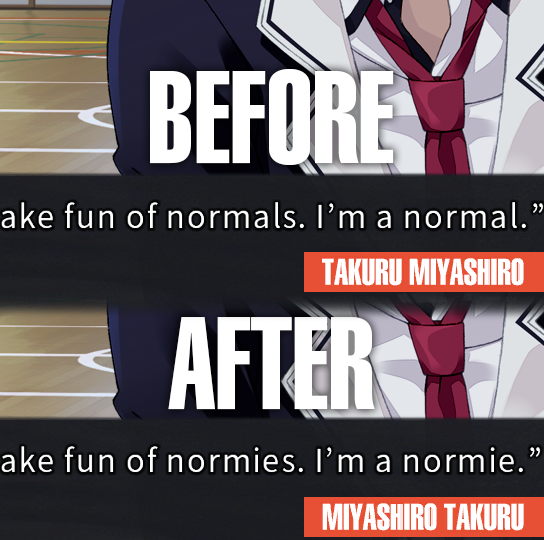 BEFORE
ake fun of normals. I'm a normal.”
TAKURU MIYASHIRO
AFTER
ake fun of normies. I'm a normie.”
MIYASHIRO TAKURU